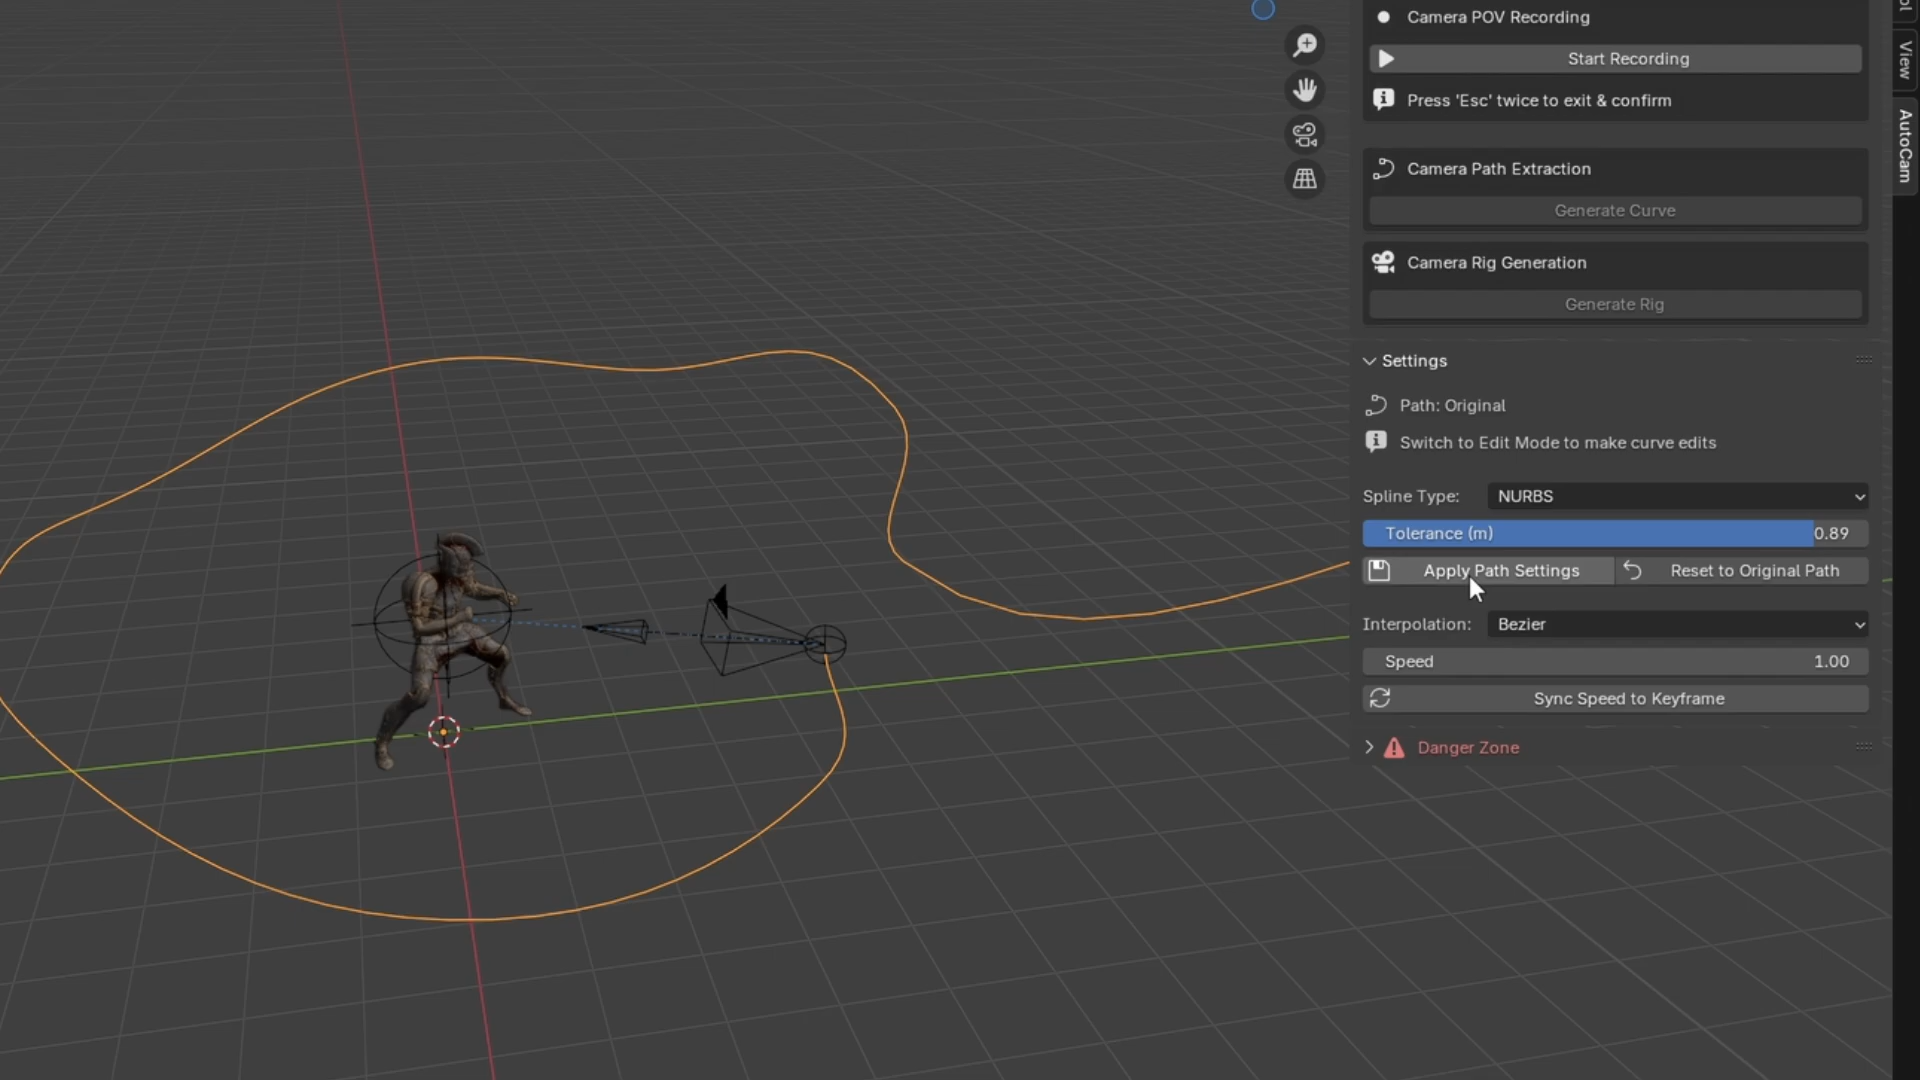 Camera POV Recording
Start Recording
Press 'Esc' twice to exit & confirm
Camera Path Extraction
Generate Curve
Camera Rig Generation
Generate Rig
Settings
Path: Original
Switch to Edit Mode to make curve edits
Spline Type: NURBS
Tolerance (m) 0.89
Apply Path Settings Reset to Original Path
Interpolation: Bezier
Speed 1.00
Sync Speed to Keyframe
Danger Zone
View
AutoCam